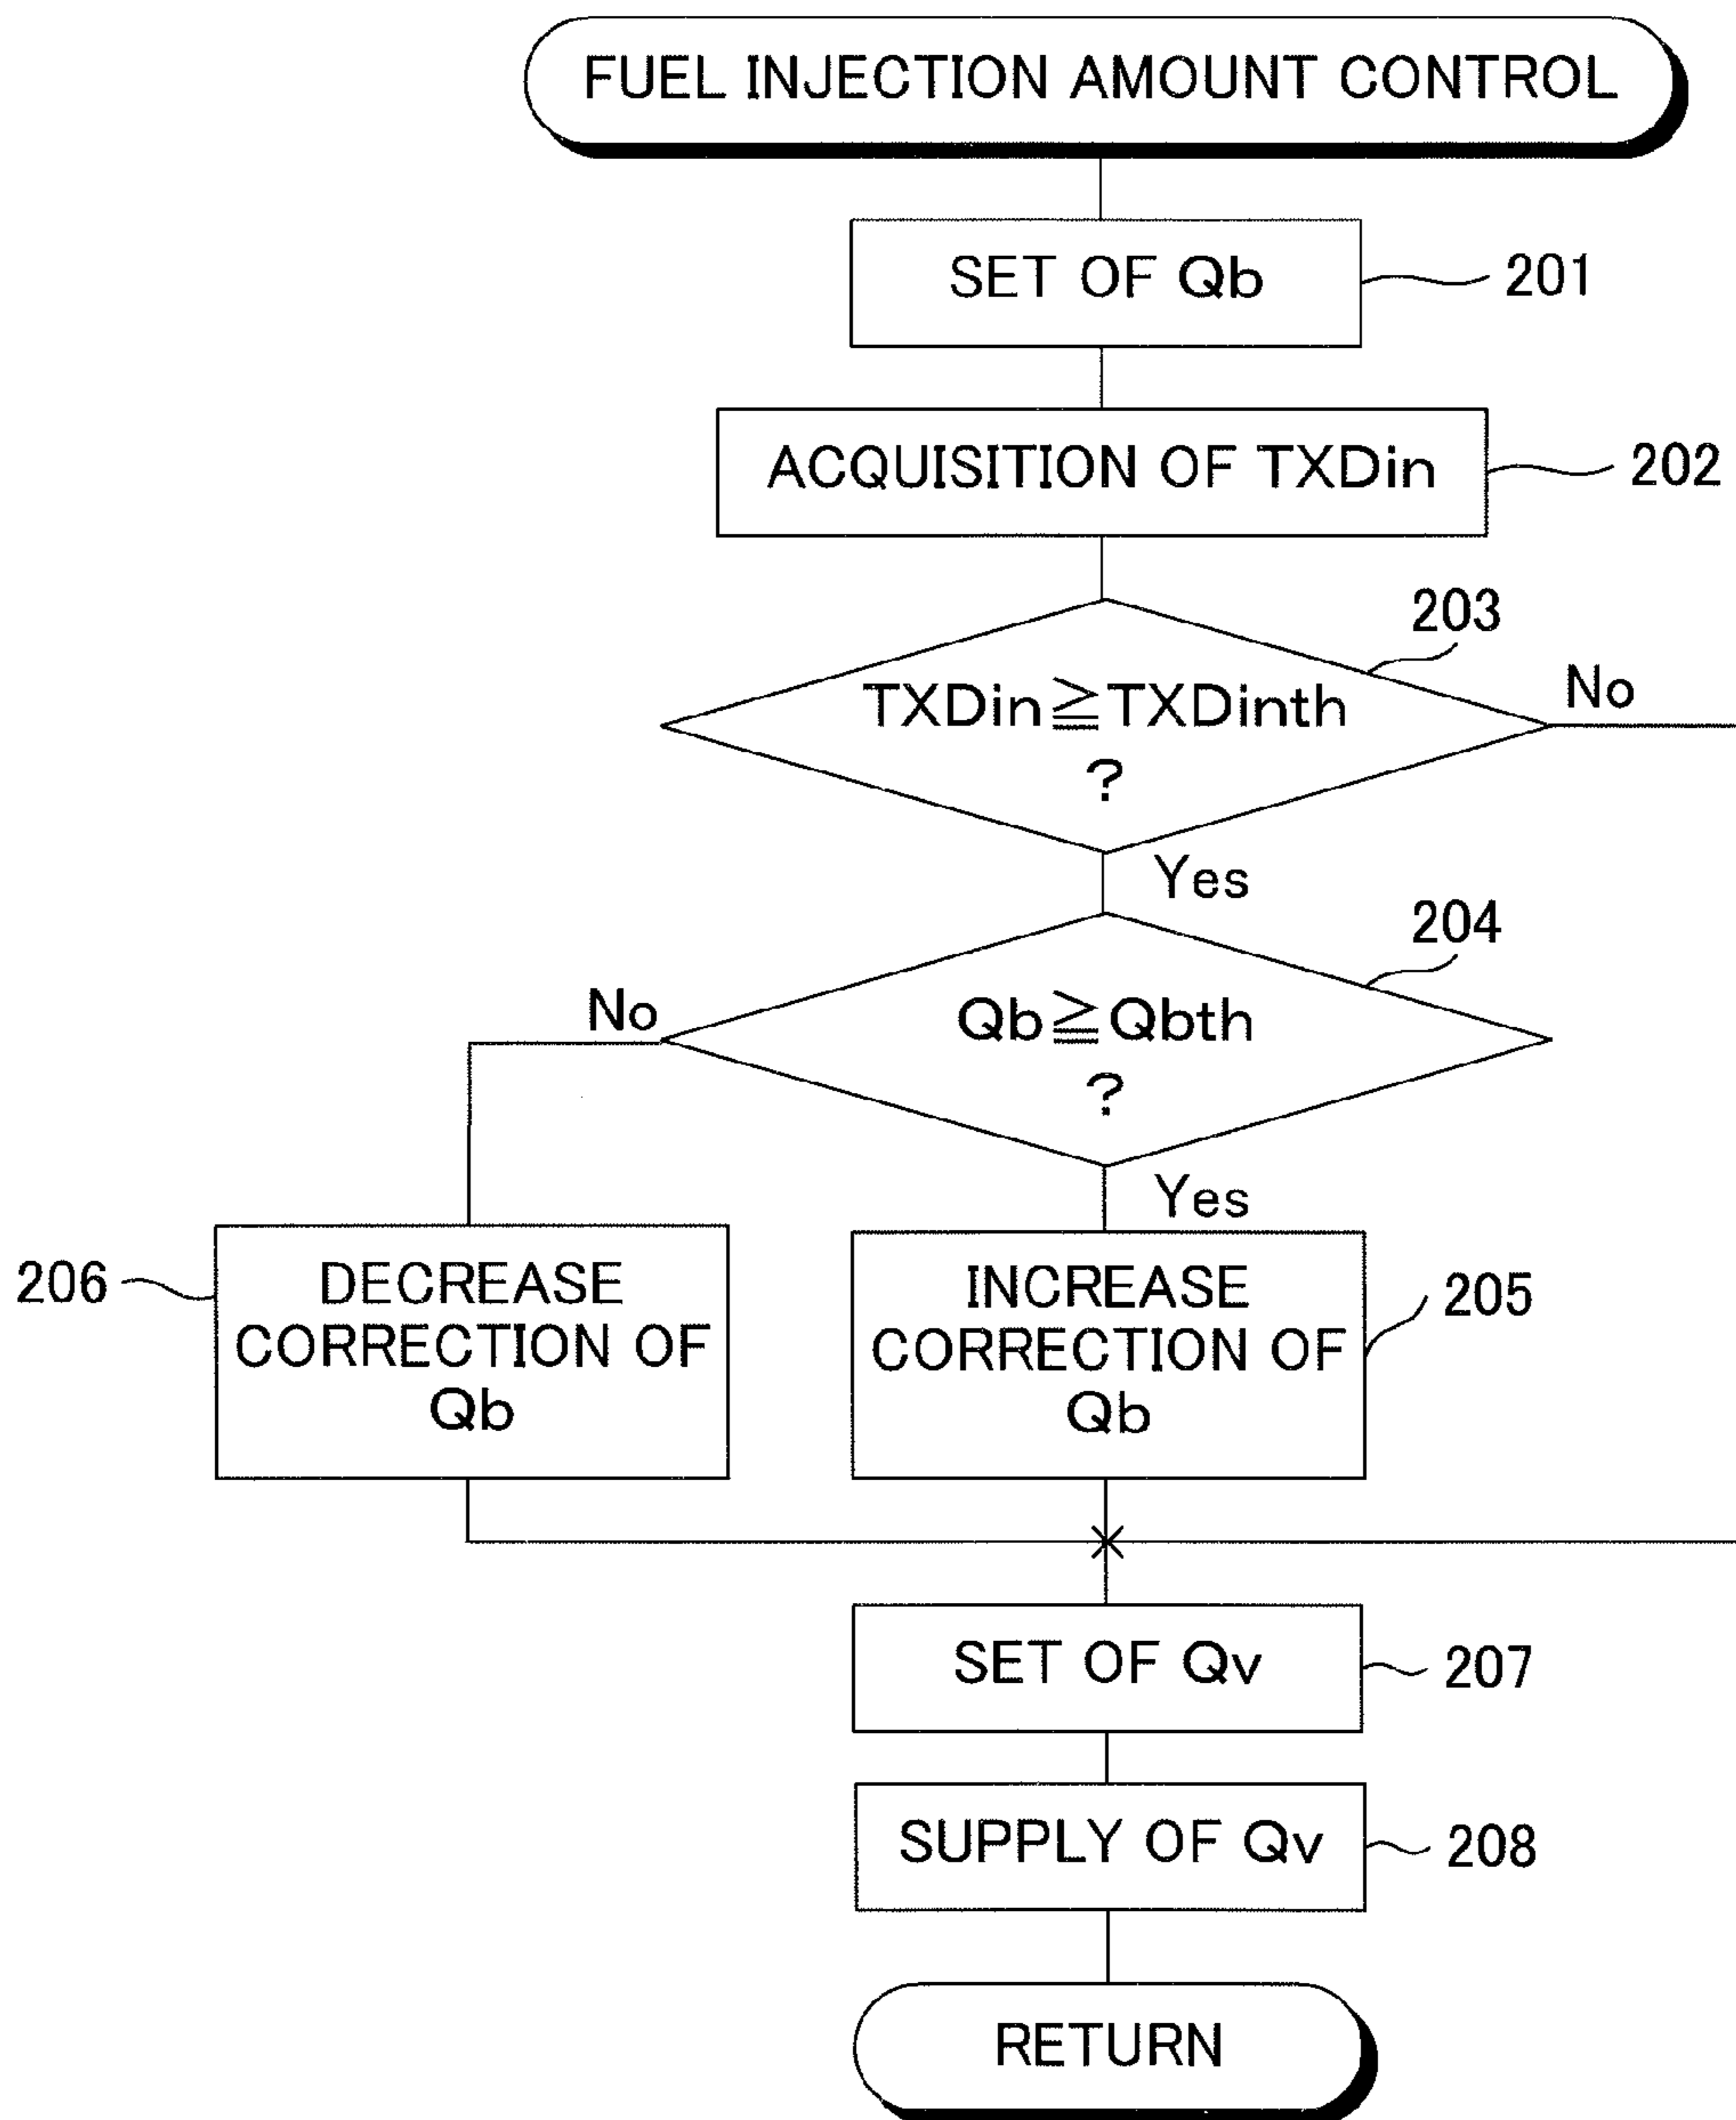 FUEL INJECTION AMOUNT CONTROL
SET OF Qb
201
ACQUISITION OF TXDin
202
203
TXDin≧TXDinth
?
No
Yes
204
Qb≧Qbth
?
No
Yes
206
DECREASE
CORRECTION OF
Qb
INCREASE
CORRECTION OF
Qb
205
SET OF Qv
207
SUPPLY OF Qv
208
RETURN